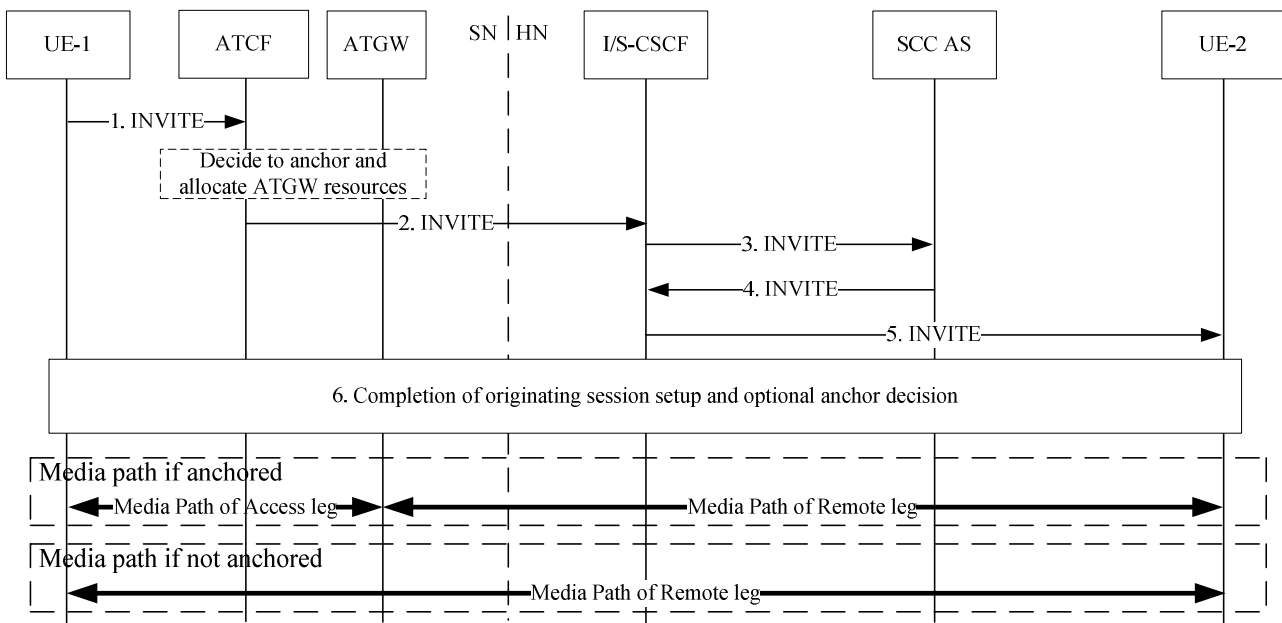 UE-1
ATCF
ATGW
SN
HN
I/S-CSCF
SCC AS
UE-2
1. INVITE
Decide to anchor and
allocate ATGW resources
2. INVITE
3. INVITE
4. INVITE
5. INVITE
6. Completion of originating session setup and optional anchor decision
Media path if anchored
Media Path of Access leg
Media Path of Remote leg
Media path if not anchored
Media Path of Remote leg